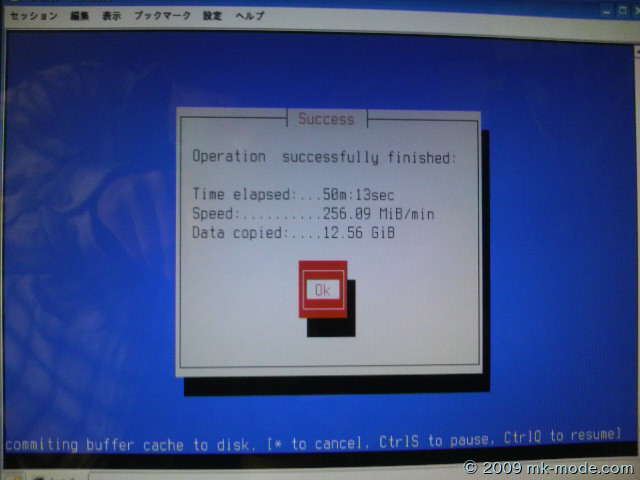 セッション 編集 表示 ブックマーク 設定 ヘルプ
Success
Operation  successfully finished:
Time elapsed:...50m:13sec
Speed:..........256.09 MiB/min
Data copied:....12.56 GiB
Ok
commiting buffer cache to disk. [* to cancel, CtrlS to pause, CtrlQ to resume]
© 2009 mk-mode.com